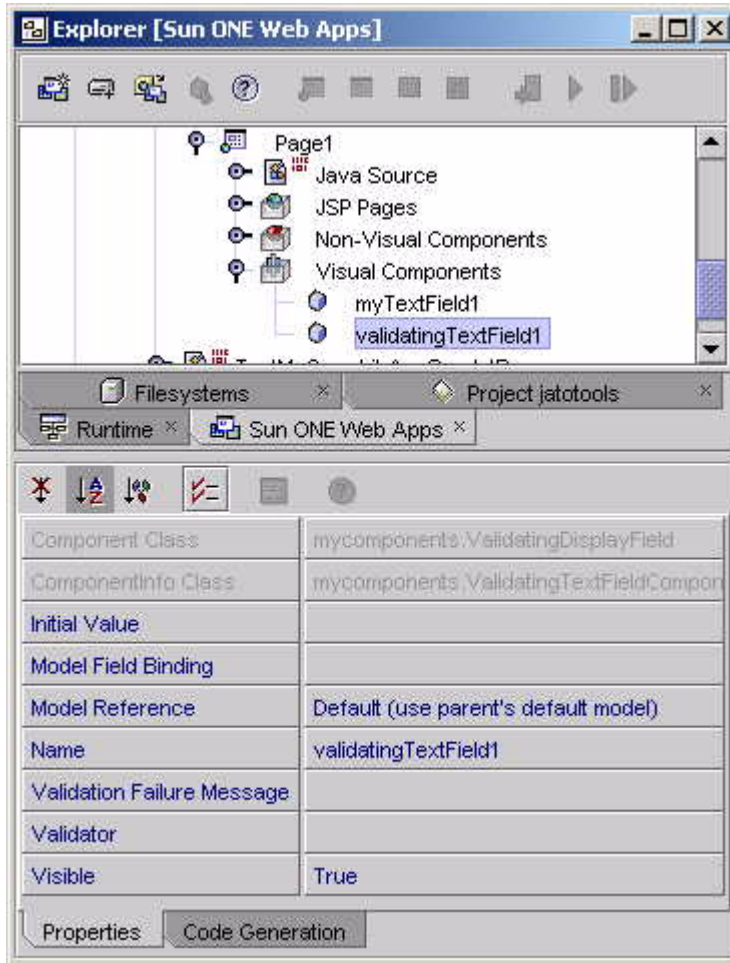 Explorer [Sun ONE Web Apps]
Page1
Java Source
JSP Pages
Non-Visual Components
Visual Components
myTextField1
validatingTextField1
Filesystems
Project jatotools
Runtime
Sun ONE Web Apps
Component Class mycomponents.ValidatingDisplayField
ComponentInfo Class mycomponents.ValidatingTextFieldCompon
Initial Value
Model Field Binding
Model Reference Default (use parent's default model)
Name validatingTextField1
Validation Failure Message
Validator
Visible True
Properties Code Generation